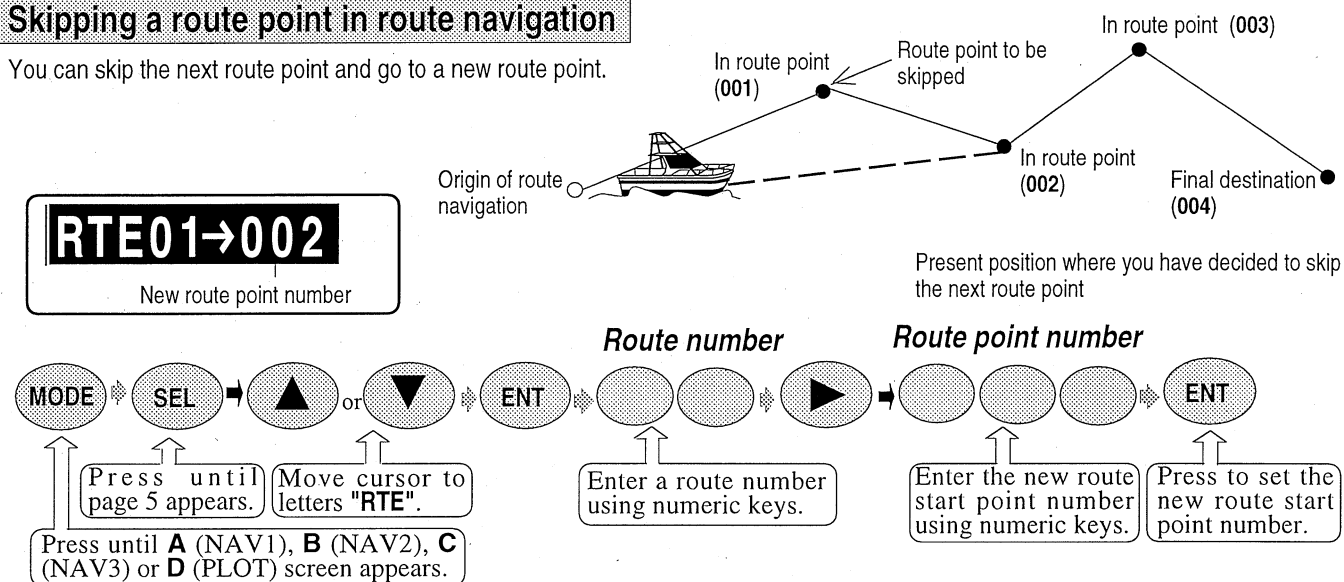 Skipping a route point in route navigation
You can skip the next route point and go to a new route point.
In route point
(001)
Route point to be
skipped
In route point (003)
Origin of route
navigation
In route point
(002)
Final destination
(004)
RTE01→002
New route point number
Present position where you have decided to skip
the next route point
Route number
Route point number
MODE
SEL
▲
or
▼
ENT
▶
ENT
Press until
page 5 appears.
Move cursor to
letters "RTE".
Enter a route number
using numeric keys.
Enter the new route
start point number
using numeric keys.
Press to set the
new route start
point number.
Press until A (NAV1), B (NAV2), C
(NAV3) or D (PLOT) screen appears.